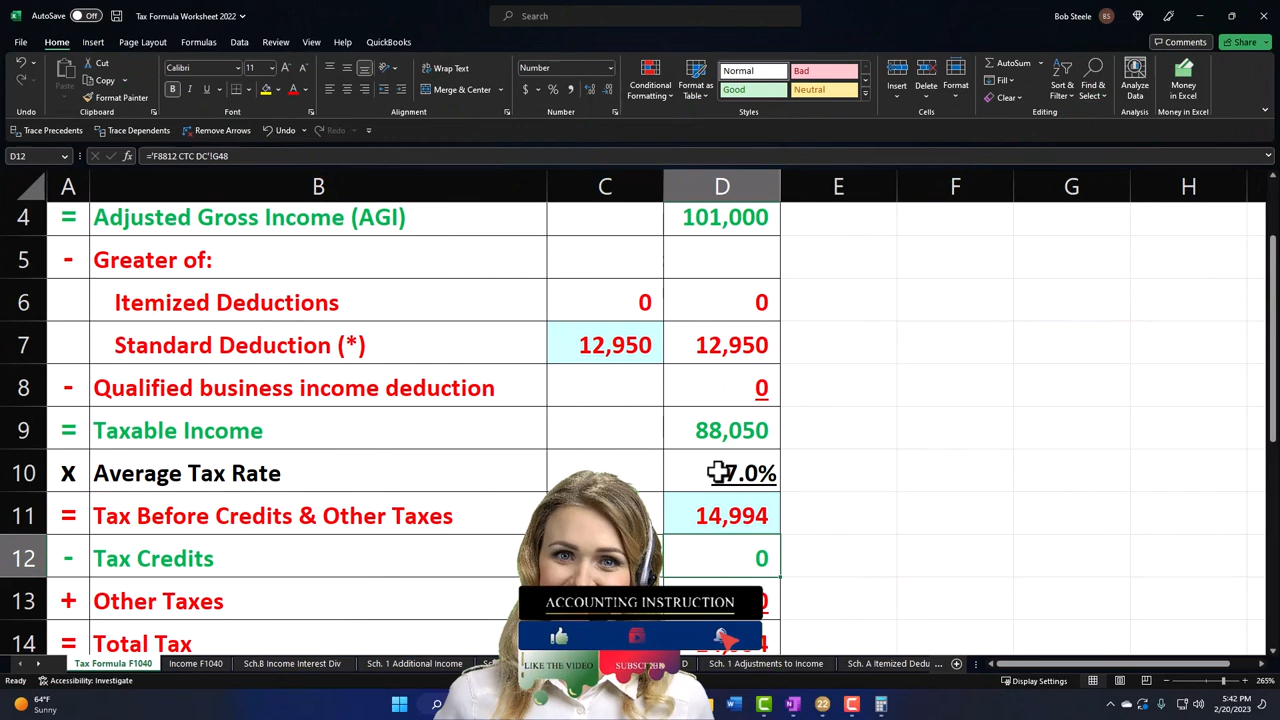 AutoSave Off Tax Formula Worksheet 2022 Search Bob Steele BS
File Home Insert Page Layout Formulas Data Review View Help QuickBooks Comments Share
Cut Copy Format Painter Paste Calibri 11 Wrap Text Merge & Center Number Conditional Formatting Format as Table Normal Bad Good Neutral Insert Delete Format AutoSum Fill Clear Sort & Filter Find & Select Analyze Data Money in Excel
Undo Clipboard Font Alignment Number Styles Cells Editing Analysis Money in Excel
Trace Precedents Trace Dependents Remove Arrows Undo Redo
D12 ='F8812 CTC DC'!G48
A B C D E F G H
4 = Adjusted Gross Income (AGI) 101,000
5 - Greater of:
6 Itemized Deductions 0 0
7 Standard Deduction (*) 12,950 12,950
8 - Qualified business income deduction 0
9 = Taxable Income 88,050
10 x Average Tax Rate 7.0%
11 = Tax Before Credits & Other Taxes 14,994
12 - Tax Credits 0
13 + Other Taxes 0
14 = Total Tax
ACCOUNTING INSTRUCTION
LIKE THE VIDEO SUBSCRIBED
Tax Formula F1040 Income F1040 Sch.B Income Interest Div Sch. 1 Additional Income D Sch. 1 Adjustments to Income Sch. A Itemized Dedu ...
Ready Accessibility: Investigate Display Settings 265%
64°F
Sunny
5:42 PM
2/20/2023